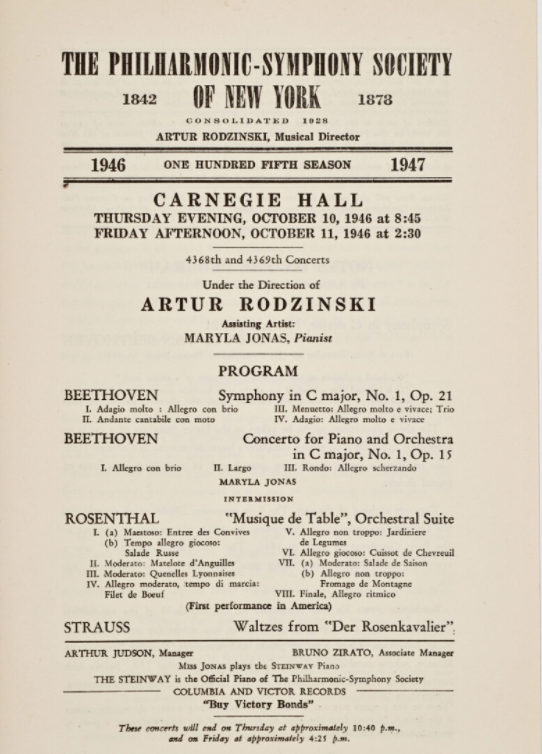 THE PHILHARMONIC-SYMPHONY SOCIETY
1842 OF NEW YORK 1878
CONSOLIDATED 1928
ARTUR RODZINSKI, Musical Director
1946 ONE HUNDRED FIFTH SEASON 1947
CARNEGIE HALL
THURSDAY EVENING, OCTOBER 10, 1946 at 8:45
FRIDAY AFTERNOON, OCTOBER 11, 1946 at 2:30
4368th and 4369th Concerts
Under the Direction of
ARTUR RODZINSKI
Assisting Artist:
MARYLA JONAS, Pianist
PROGRAM
BEETHOVEN Symphony in C major, No. 1, Op. 21
I. Adagio molto : Allegro con brio III. Menuetto: Allegro molto e vivace; Trio
II. Andante cantabile con moto IV. Adagio: Allegro molto e vivace
BEETHOVEN Concerto for Piano and Orchestra
in C major, No. 1, Op. 15
I. Allegro con brio II. Largo III. Rondo: Allegro scherzando
MARYLA JONAS
INTERMISSION
ROSENTHAL "Musique de Table", Orchestral Suite
I. (a) Maestoso: Entree des Convives
(b) Tempo allegro giocoso:
Salade Russe
II. Moderato: Matelote d'Anguilles
III. Moderato: Quenelles Lyonnaises
IV. Allegro moderato, tempo di marcia:
Filet de Boeuf
V. Allegro non troppo: Jardiniere
de Legumes
VI. Allegro giocoso: Cuissot de Chevreuil
VII. (a) Moderato: Salade de Saison
(b) Allegro non troppo:
Fromage de Montagne
VIII. Finale, Allegro ritmico
(First performance in America)
STRAUSS Waltzes from "Der Rosenkavalier"
ARTHUR JUDSON, Manager BRUNO ZIRATO, Associate Manager
MISS JONAS plays the STEINWAY Piano
THE STEINWAY is the Official Piano of The Philharmonic-Symphony Society
COLUMBIA AND VICTOR RECORDS
"Buy Victory Bonds"
These concerts will end on Thursday at approximately 10:40 p.m.,
and on Friday at approximately 4:25 p.m.